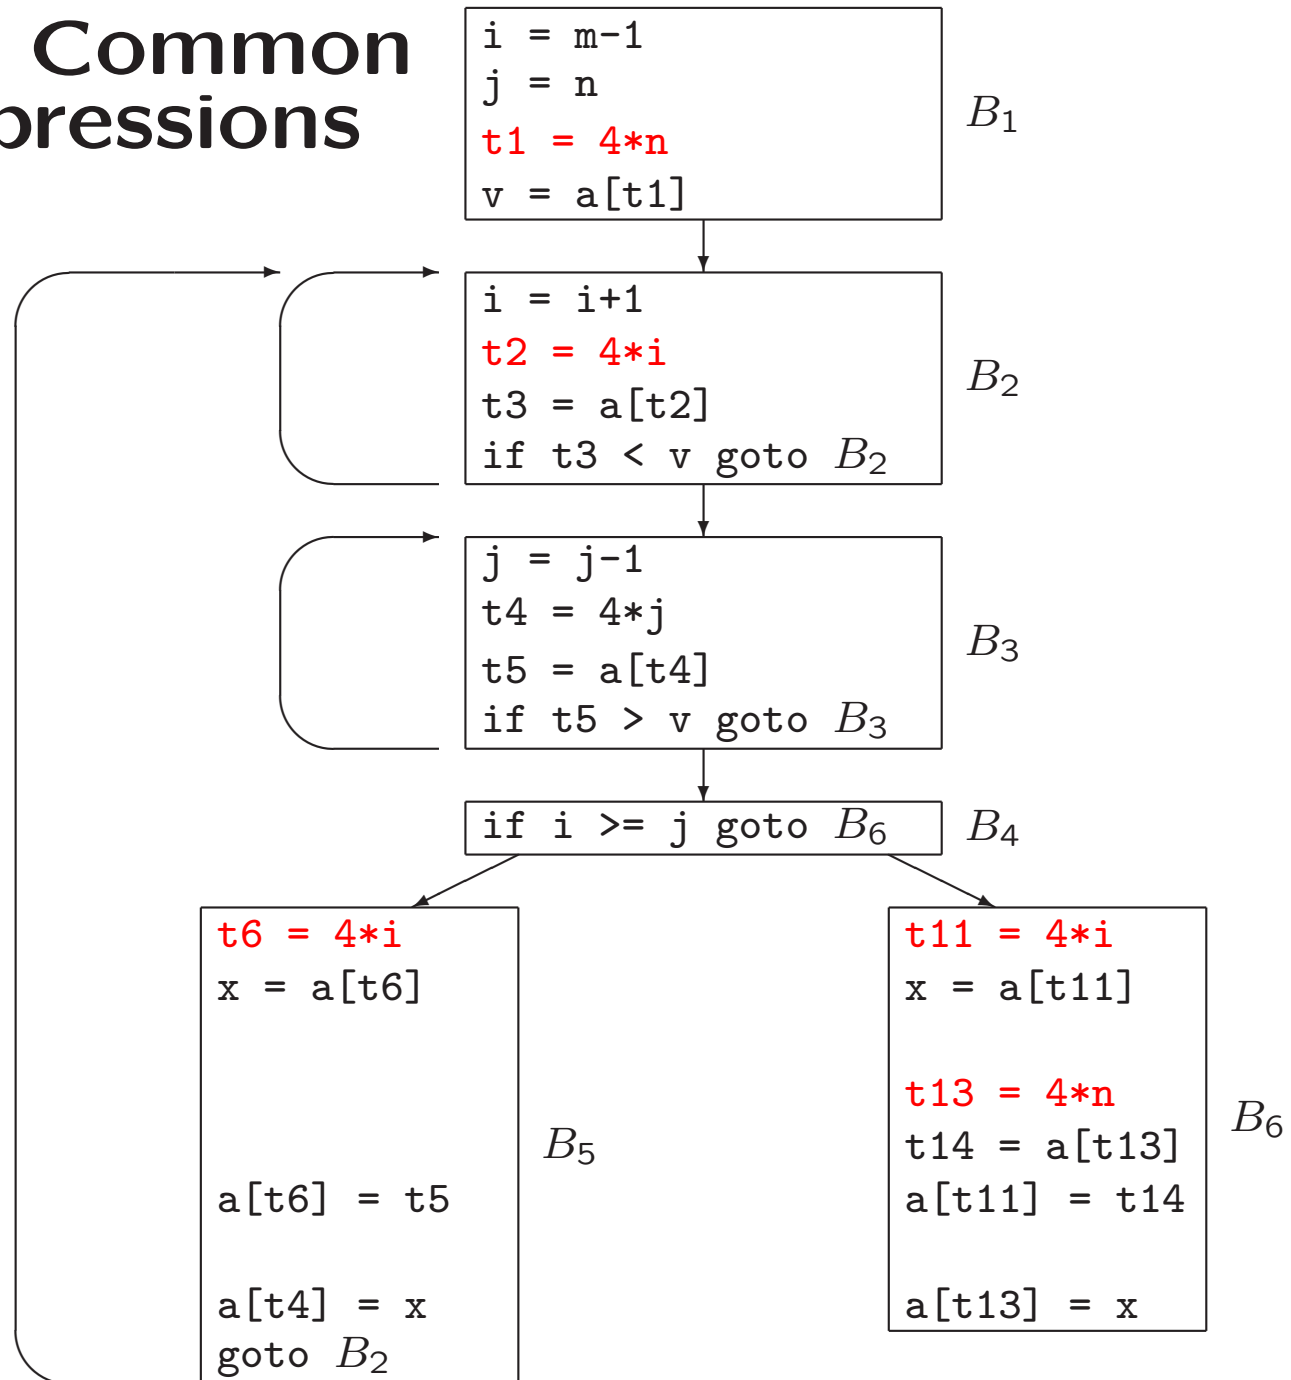 Common
pressions
i = m-1
j = n
t1 = 4*n
v = a[t1]
B1
i = i+1
t2 = 4*i
t3 = a[t2]
if t3 < v goto B2
B2
j = j-1
t4 = 4*j
t5 = a[t4]
if t5 > v goto B3
B3
if i >= j goto B6
B4
t6 = 4*i
x = a[t6]
a[t6] = t5
a[t4] = x
goto B2
B5
t11 = 4*i
x = a[t11]
t13 = 4*n
t14 = a[t13]
a[t11] = t14
a[t13] = x
B6